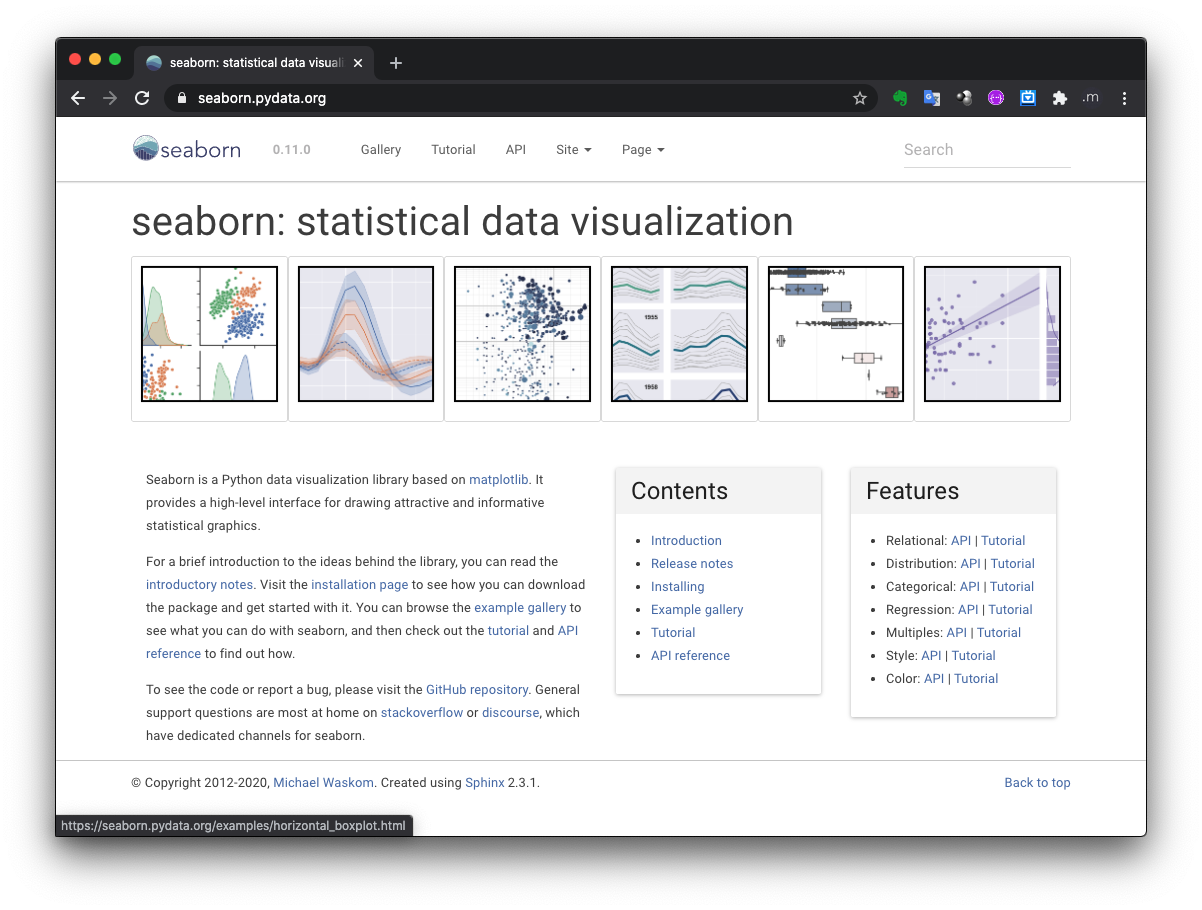 seaborn: statistical data visuali
seaborn.pydata.org
.m
seaborn 0.11.0 Gallery Tutorial API Site Page Search
seaborn: statistical data visualization
1955
1958
Seaborn is a Python data visualization library based on matplotlib. It
provides a high-level interface for drawing attractive and informative
statistical graphics.
For a brief introduction to the ideas behind the library, you can read the
introductory notes. Visit the installation page to see how you can download
the package and get started with it. You can browse the example gallery to
see what you can do with seaborn, and then check out the tutorial and API
reference to find out how.
To see the code or report a bug, please visit the GitHub repository. General
support questions are most at home on stackoverflow or discourse, which
have dedicated channels for seaborn.
Contents
Introduction
Release notes
Installing
Example gallery
Tutorial
API reference
Features
Relational: API | Tutorial
Distribution: API | Tutorial
Categorical: API | Tutorial
Regression: API | Tutorial
Multiples: API | Tutorial
Style: API | Tutorial
Color: API | Tutorial
© Copyright 2012-2020, Michael Waskom. Created using Sphinx 2.3.1.
Back to top
https://seaborn.pydata.org/examples/horizontal_boxplot.html